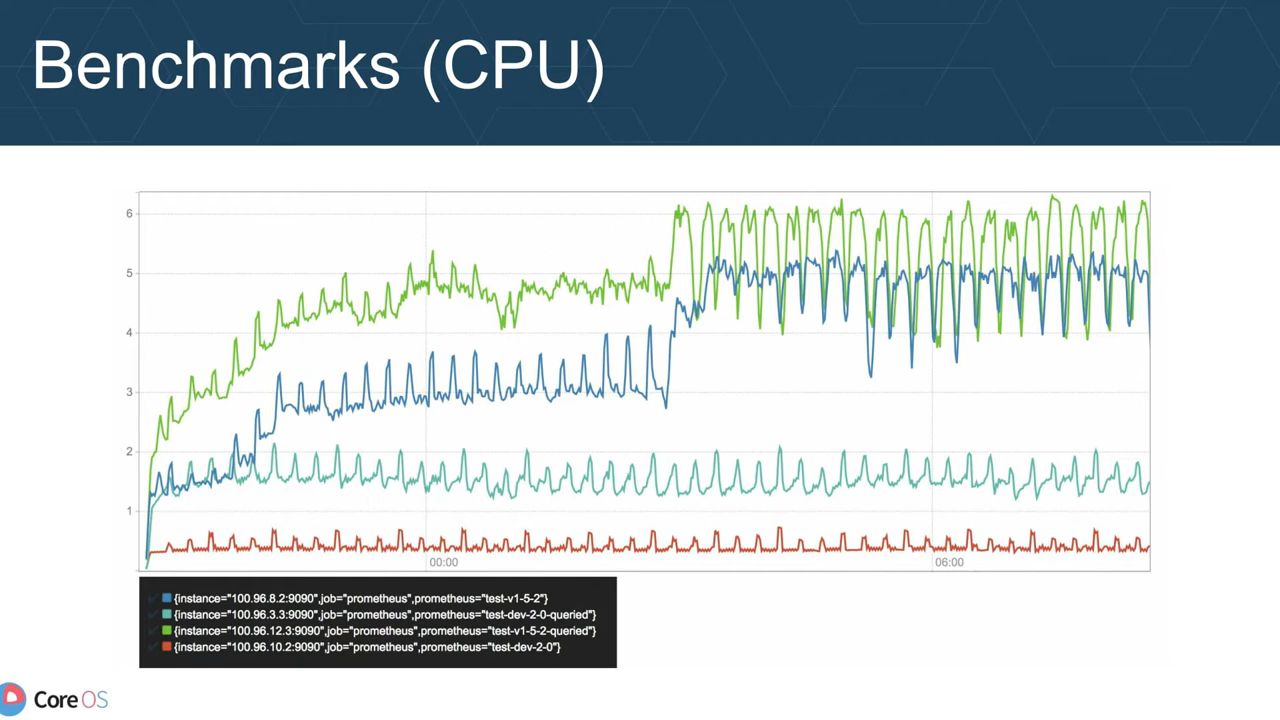 Benchmarks (CPU)
6
5
4
3
2
1
00:00
06:00
{instance="100.96.8.2:9090",job="prometheus",prometheus="test-v1-5-2"}
{instance="100.96.3.3:9090",job="prometheus",prometheus="test-dev-2-0-queried"}
{instance="100.96.12.3:9090",job="prometheus",prometheus="test-v1-5-2-queried"}
{instance="100.96.10.2:9090",job="prometheus",prometheus="test-dev-2-0"}
Core OS